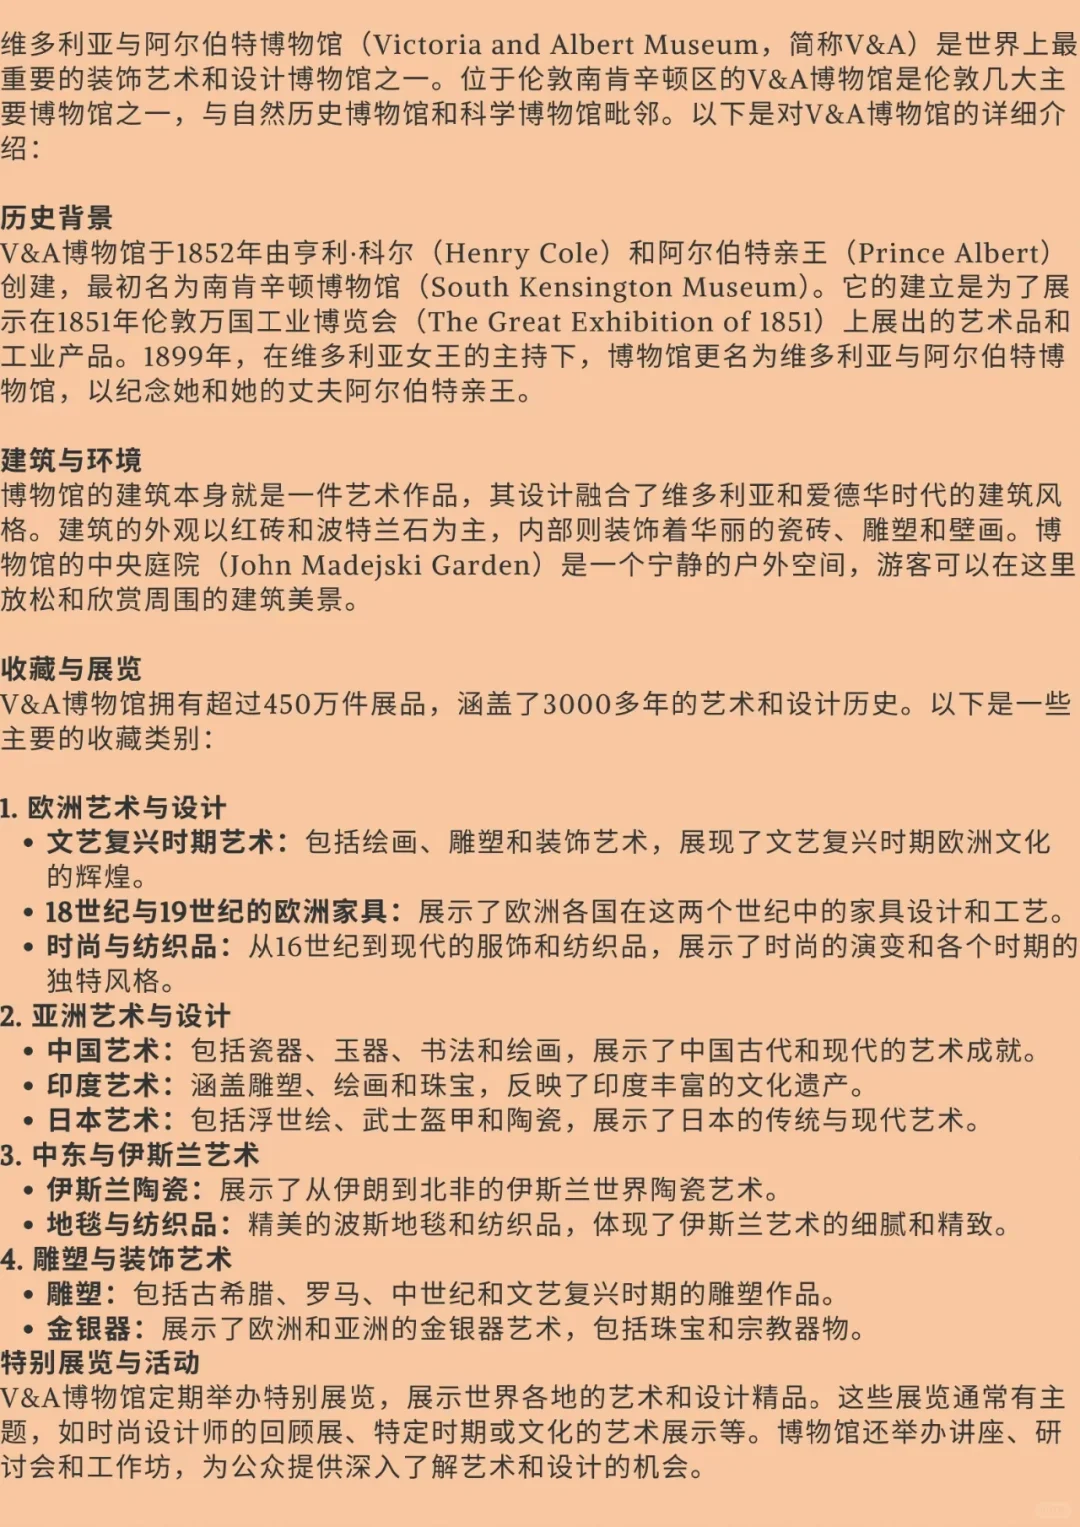 维多利亚与阿尔伯特博物馆（Victoria and Albert Museum，简称V&A）是世界上最
重要的装饰艺术和设计博物馆之一。位于伦敦南肯辛顿区的V&A博物馆是伦敦几大主
要博物馆之一，与自然历史博物馆和科学博物馆毗邻。以下是对V&A博物馆的详细介
绍：
历史背景
V&A博物馆于1852年由亨利·科尔（Henry Cole）和阿尔伯特亲王（Prince Albert）
创建，最初名为南肯辛顿博物馆（South Kensington Museum）。它的建立是为了展
示在1851年伦敦万国工业博览会（The Great Exhibition of 1851）上展出的艺术品和
工业产品。1899年，在维多利亚女王的主持下，博物馆更名为维多利亚与阿尔伯特博
物馆，以纪念她和她的丈夫阿尔伯特亲王。
建筑与环境
博物馆的建筑本身就是一件艺术作品，其设计融合了维多利亚和爱德华时代的建筑风
格。建筑的外观以红砖和波特兰石为主，内部则装饰着华丽的瓷砖、雕塑和壁画。博
物馆的中央庭院（John Madejski Garden）是一个宁静的户外空间，游客可以在这里
放松和欣赏周围的建筑美景。
收藏与展览
V&A博物馆拥有超过450万件展品，涵盖了3000多年的艺术和设计历史。以下是一些
主要的收藏类别：
1. 欧洲艺术与设计
• 文艺复兴时期艺术：包括绘画、雕塑和装饰艺术，展现了文艺复兴时期欧洲文化
的辉煌。
• 18世纪与19世纪的欧洲家具：展示了欧洲各国在这两个世纪中的家具设计和工艺。
• 时尚与纺织品：从16世纪到现代的服饰和纺织品，展示了时尚的演变和各个时期的
独特风格。
2. 亚洲艺术与设计
• 中国艺术：包括瓷器、玉器、书法和绘画，展示了中国古代和现代的艺术成就。
• 印度艺术：涵盖雕塑、绘画和珠宝，反映了印度丰富的文化遗产。
• 日本艺术：包括浮世绘、武士盔甲和陶瓷，展示了日本的传统与现代艺术。
3. 中东与伊斯兰艺术
• 伊斯兰陶瓷：展示了从伊朗到北非的伊斯兰世界陶瓷艺术。
• 地毯与纺织品：精美的波斯地毯和纺织品，体现了伊斯兰艺术的细腻和精致。
4. 雕塑与装饰艺术
• 雕塑：包括古希腊、罗马、中世纪和文艺复兴时期的雕塑作品。
• 金银器：展示了欧洲和亚洲的金银器艺术，包括珠宝和宗教器物。
特别展览与活动
V&A博物馆定期举办特别展览，展示世界各地的艺术和设计精品。这些展览通常有主
题，如时尚设计师的回顾展、特定时期或文化的艺术展示等。博物馆还举办讲座、研
讨会和工作坊，为公众提供深入了解艺术和设计的机会。